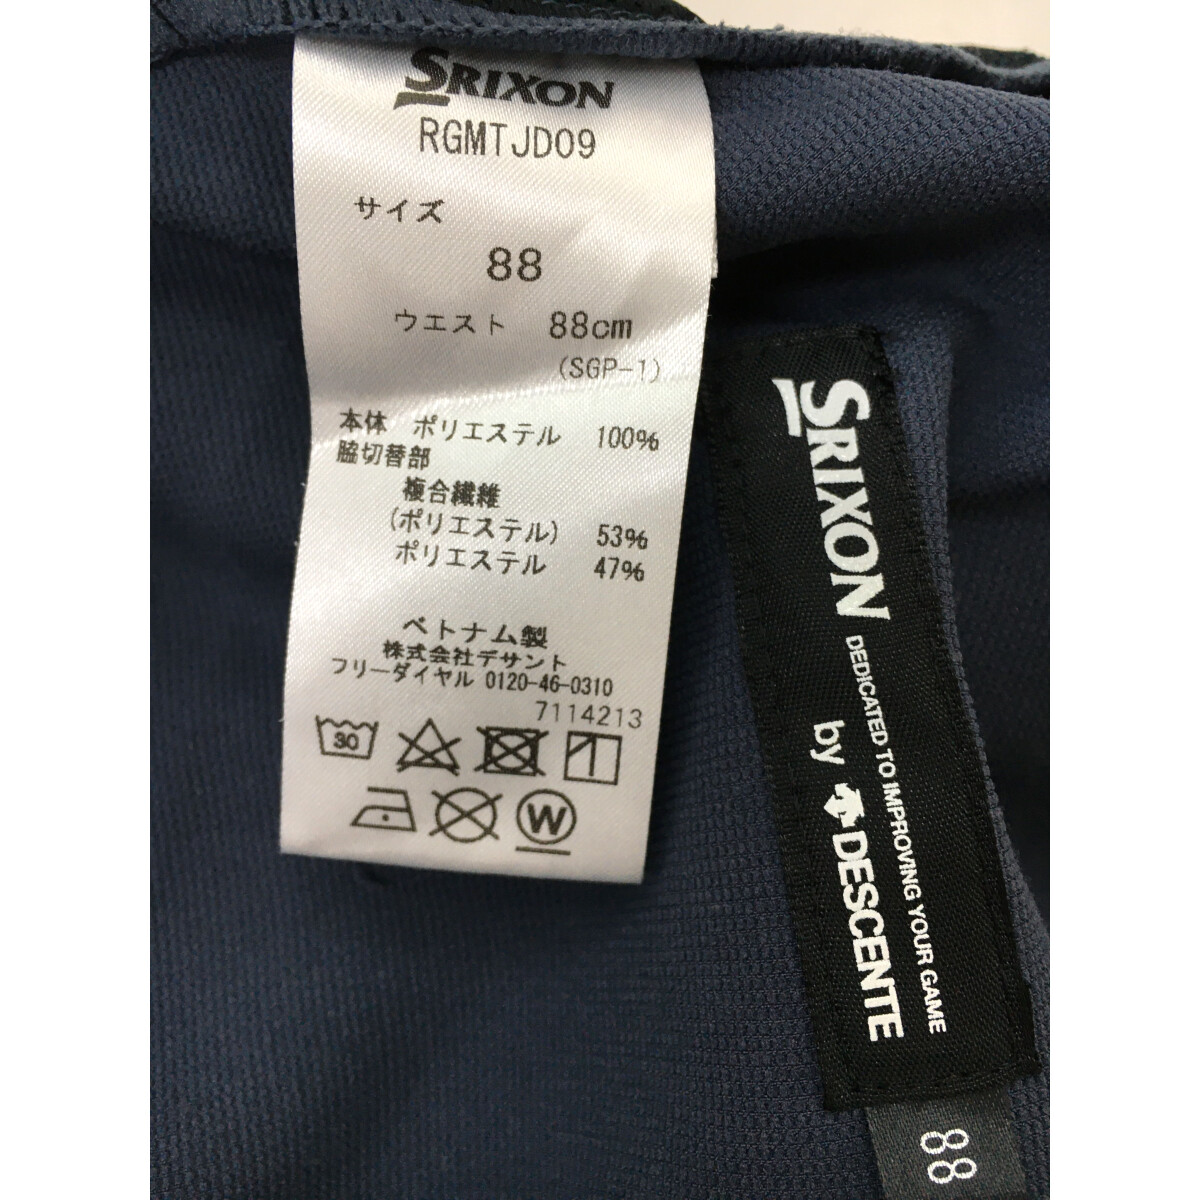 SRIXON
RGMTJD09
サイズ
88
ウエスト 88cm
(SGP-1)
本体 ポリエステル 100%
脇切替部
複合繊維
(ポリエステル) 53%
ポリエステル 47%
ベトナム製
株式会社デサント
フリーダイヤル 0120-46-0310
7114213
30
W
SRIXON
DEDICATED TO IMPROVING YOUR GAME
by DESCENTE
88